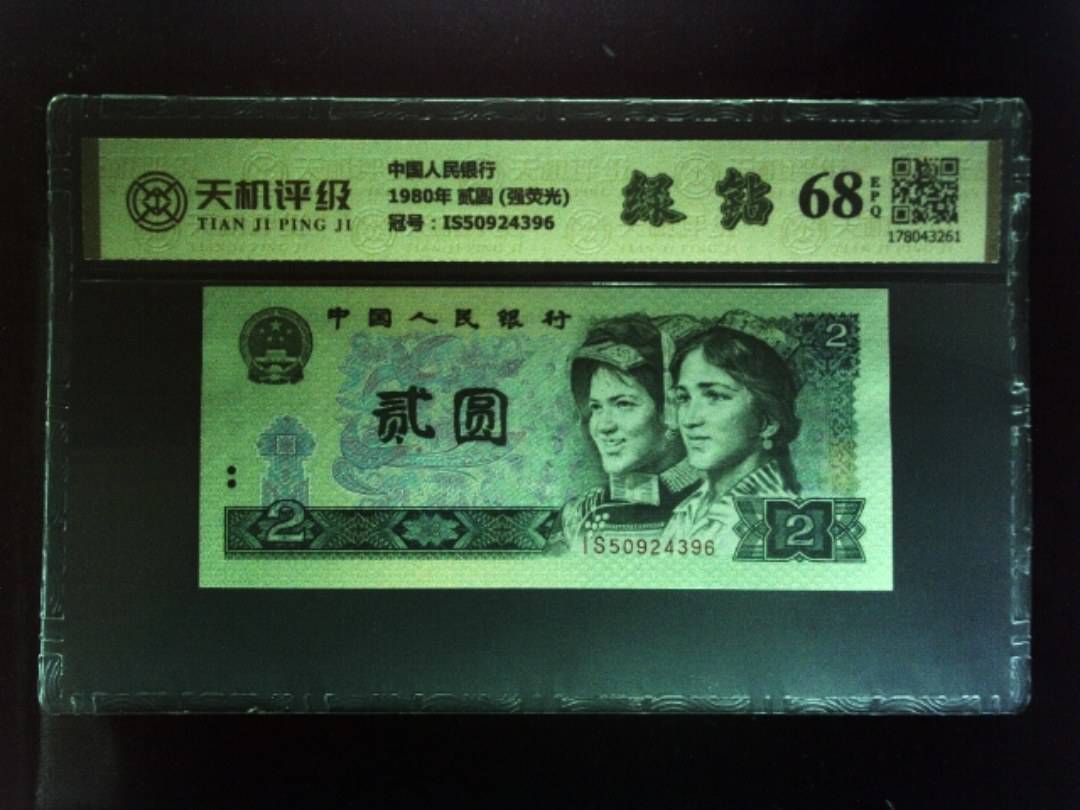 天机评级
TIAN JI PING JI
中国人民银行
1980年 贰圆 (强荧光)
冠号：IS50924396
绿 钻
68
EPQ
178043261
中国人民银行
2
贰圆
2
IS50924396
2